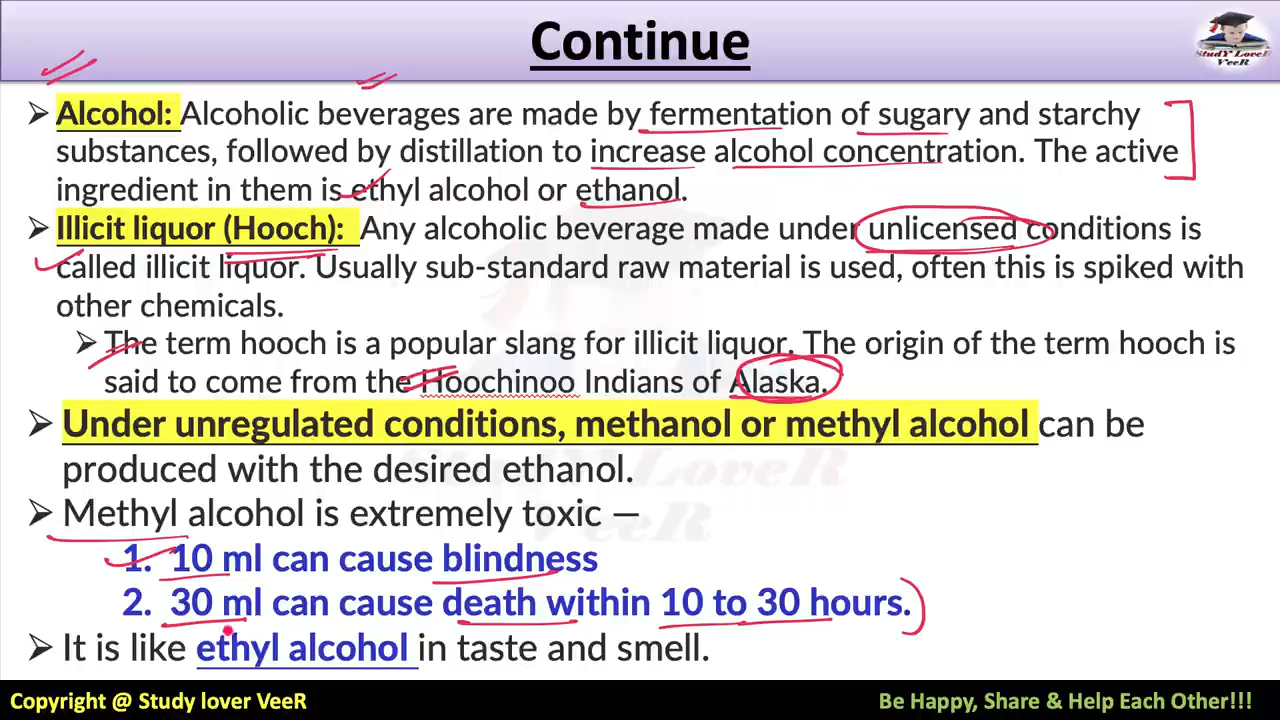 Continue
StudY LoveR
VeeR
➢ Alcohol: Alcoholic beverages are made by fermentation of sugary and starchy
substances, followed by distillation to increase alcohol concentration. The active
ingredient in them is ethyl alcohol or ethanol.
➢ Illicit liquor (Hooch): Any alcoholic beverage made under unlicensed conditions is
called illicit liquor. Usually sub-standard raw material is used, often this is spiked with
other chemicals.
➢ The term hooch is a popular slang for illicit liquor. The origin of the term hooch is
said to come from the Hoochinoo Indians of Alaska.
➢ Under unregulated conditions, methanol or methyl alcohol can be
produced with the desired ethanol.
StudY LoveR
VeeR
➢ Methyl alcohol is extremely toxic —
1. 10 ml can cause blindness
2. 30 ml can cause death within 10 to 30 hours.
➢ It is like ethyl alcohol in taste and smell.
Copyright @ Study lover VeeR
Be Happy, Share & Help Each Other!!!